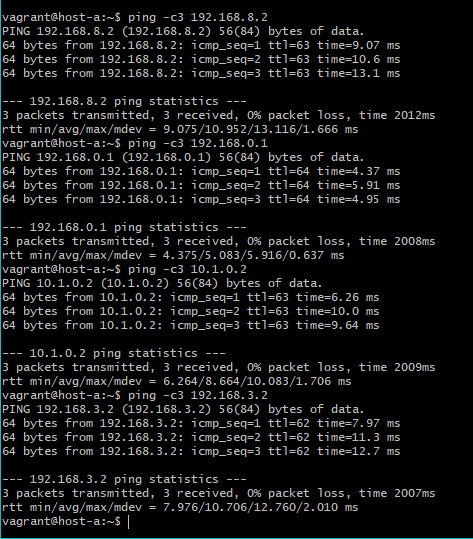 vagrant@host-a:~$ ping -c3 192.168.8.2
PING 192.168.8.2 (192.168.8.2) 56(84) bytes of data.
64 bytes from 192.168.8.2: icmp_seq=1 ttl=63 time=9.07 ms
64 bytes from 192.168.8.2: icmp_seq=2 ttl=63 time=10.6 ms
64 bytes from 192.168.8.2: icmp_seq=3 ttl=63 time=13.1 ms
--- 192.168.8.2 ping statistics ---
3 packets transmitted, 3 received, 0% packet loss, time 2012ms
rtt min/avg/max/mdev = 9.075/10.952/13.116/1.666 ms
vagrant@host-a:~$ ping -c3 192.168.0.1
PING 192.168.0.1 (192.168.0.1) 56(84) bytes of data.
64 bytes from 192.168.0.1: icmp_seq=1 ttl=64 time=4.37 ms
64 bytes from 192.168.0.1: icmp_seq=2 ttl=64 time=5.91 ms
64 bytes from 192.168.0.1: icmp_seq=3 ttl=64 time=4.95 ms
--- 192.168.0.1 ping statistics ---
3 packets transmitted, 3 received, 0% packet loss, time 2008ms
rtt min/avg/max/mdev = 4.375/5.083/5.916/0.637 ms
vagrant@host-a:~$ ping -c3 10.1.0.2
PING 10.1.0.2 (10.1.0.2) 56(84) bytes of data.
64 bytes from 10.1.0.2: icmp_seq=1 ttl=63 time=6.26 ms
64 bytes from 10.1.0.2: icmp_seq=2 ttl=63 time=10.0 ms
64 bytes from 10.1.0.2: icmp_seq=3 ttl=63 time=9.64 ms
--- 10.1.0.2 ping statistics ---
3 packets transmitted, 3 received, 0% packet loss, time 2009ms
rtt min/avg/max/mdev = 6.264/8.664/10.083/1.706 ms
vagrant@host-a:~$ ping -c3 192.168.3.2
PING 192.168.3.2 (192.168.3.2) 56(84) bytes of data.
64 bytes from 192.168.3.2: icmp_seq=1 ttl=62 time=7.97 ms
64 bytes from 192.168.3.2: icmp_seq=2 ttl=62 time=11.3 ms
64 bytes from 192.168.3.2: icmp_seq=3 ttl=62 time=12.7 ms
--- 192.168.3.2 ping statistics ---
3 packets transmitted, 3 received, 0% packet loss, time 2007ms
rtt min/avg/max/mdev = 7.976/10.706/12.760/2.010 ms
vagrant@host-a:~$